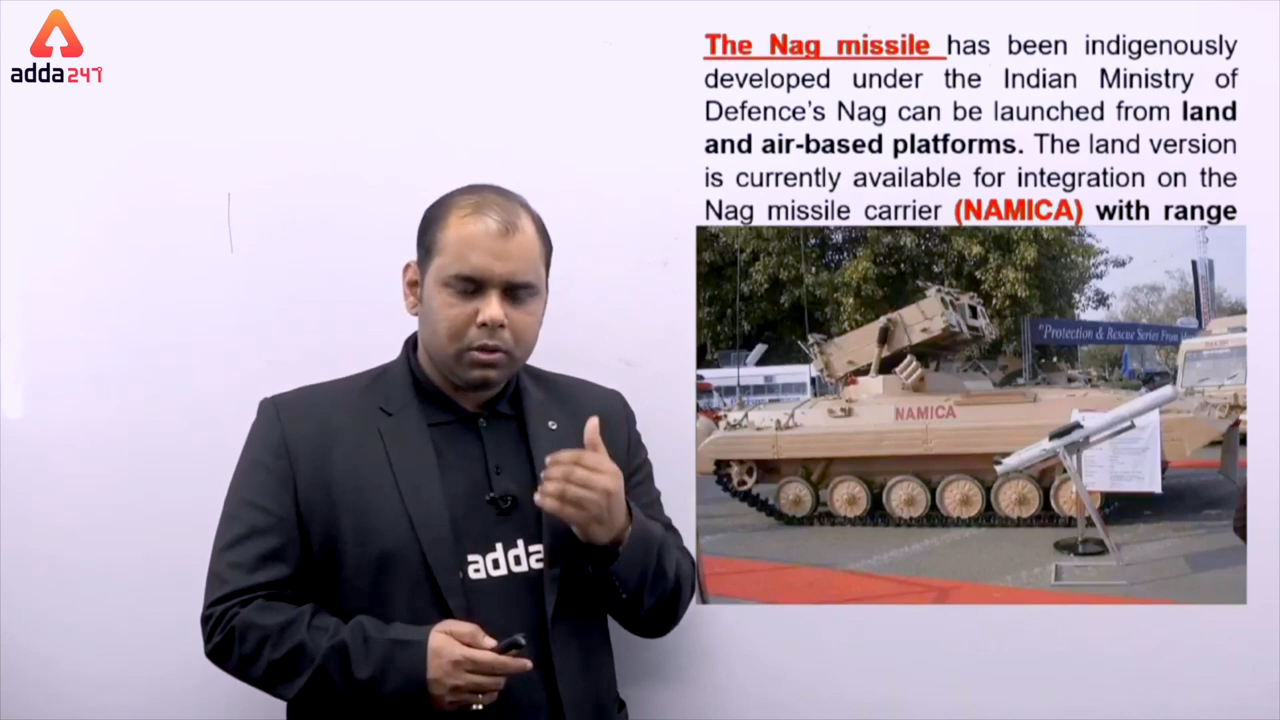 adda247
The Nag missile has been indigenously
developed under the Indian Ministry of
Defence's Nag can be launched from land
and air-based platforms. The land version
is currently available for integration on the
Nag missile carrier (NAMICA) with range
"Protection & Rescue Series From
NAMICA
adda